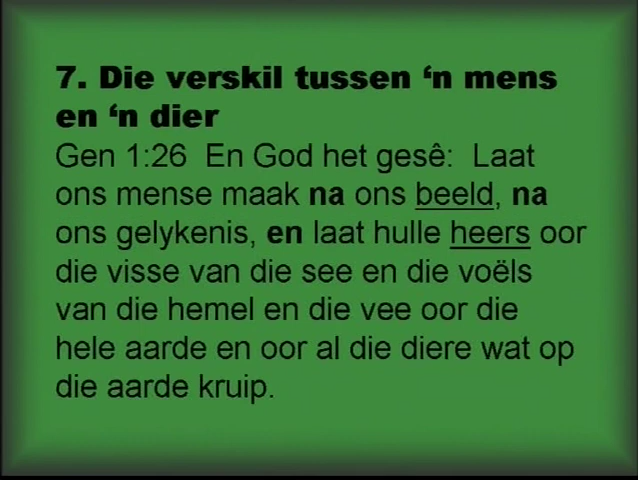 7. Die verskil tussen ‘n mens
en ‘n dier
Gen 1:26  En God het gesê:  Laat
ons mense maak na ons beeld, na
ons gelykenis, en laat hulle heers oor
die visse van die see en die voëls
van die hemel en die vee oor die
hele aarde en oor al die diere wat op
die aarde kruip.